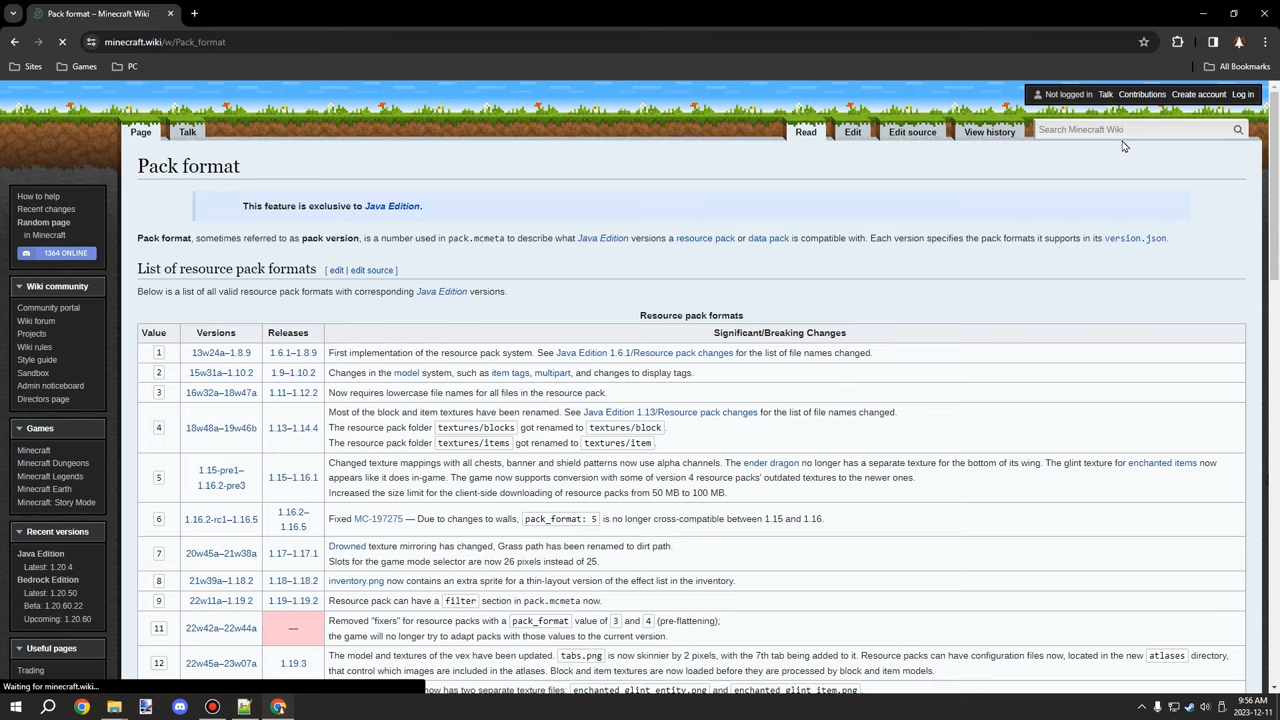 Pack format – Minecraft Wiki
minecraft.wiki/w/Pack_format
Sites Games PC All Bookmarks
Not logged in Talk Contributions Create account Log in
Page Talk Read Edit Edit source View history Search Minecraft Wiki
Pack format
This feature is exclusive to Java Edition.
Pack format, sometimes referred to as pack version, is a number used in pack.mcmeta to describe what Java Edition versions a resource pack or data pack is compatible with. Each version specifies the pack formats it supports in its version.json.
List of resource pack formats [ edit | edit source ]
Below is a list of all valid resource pack formats with corresponding Java Edition versions.
Resource pack formats
Value Versions Releases Significant/Breaking Changes
1 13w24a–1.8.9 1.6.1–1.8.9 First implementation of the resource pack system. See Java Edition 1.6.1/Resource pack changes for the list of file names changed.
2 15w31a–1.10.2 1.9–1.10.2 Changes in the model system, such as item tags, multipart, and changes to display tags.
3 16w32a–18w47a 1.11–1.12.2 Now requires lowercase file names for all files in the resource pack.
Most of the block and item textures have been renamed. See Java Edition 1.13/Resource pack changes for the list of file names changed.
4 18w48a–19w46b 1.13–1.14.4 The resource pack folder textures/blocks got renamed to textures/block.
The resource pack folder textures/items got renamed to textures/item.
Changed texture mappings with all chests, banner and shield patterns now use alpha channels. The ender dragon no longer has a separate texture for the bottom of its wing. The glint texture for enchanted items now
5 1.15-pre1–1.16.2-pre3 1.15–1.16.1 appears like it does in-game. The game now supports conversion with some of version 4 resource packs' outdated textures to the newer ones.
Increased the size limit for the client-side downloading of resource packs from 50 MB to 100 MB.
6 1.16.2-rc1–1.16.5 1.16.2–1.16.5 Fixed MC-197275 — Due to changes to walls, pack_format: 5 is no longer cross-compatible between 1.15 and 1.16.
7 20w45a–21w38a 1.17–1.17.1 Drowned texture mirroring has changed, Grass path has been renamed to dirt path.
Slots for the game mode selector are now 26 pixels instead of 25.
8 21w39a–1.18.2 1.18–1.18.2 inventory.png now contains an extra sprite for a thin-layout version of the effect list in the inventory.
9 22w11a–1.19.2 1.19–1.19.2 Resource pack can have a filter section in pack.mcmeta now.
11 22w42a–22w44a — Removed "fixers" for resource packs with a pack_format value of 3 and 4 (pre-flattening);
the game will no longer try to adapt packs with those values to the current version.
12 22w45a–23w07a 1.19.3 The model and textures of the vex have been updated. tabs.png is now skinnier by 2 pixels, with the 7th tab being added to it. Resource packs can have configuration files now, located in the new atlases directory,
that control which images are included in the atlases. Block and item textures are now loaded before they are processed by block and item models.
now has two separate texture files: enchanted_glint_entity.png and enchanted_glint_item.png
How to help
Recent changes
Random page
in Minecraft
1364 ONLINE
Wiki community
Community portal
Wiki forum
Projects
Wiki rules
Style guide
Sandbox
Admin noticeboard
Directors page
Games
Minecraft
Minecraft Dungeons
Minecraft Legends
Minecraft Earth
Minecraft: Story Mode
Recent versions
Java Edition
Latest: 1.20.4
Bedrock Edition
Latest: 1.20.50
Beta: 1.20.60.22
Upcoming: 1.20.60
Useful pages
Trading
Waiting for minecraft.wiki...
9:56 AM
2023-12-11